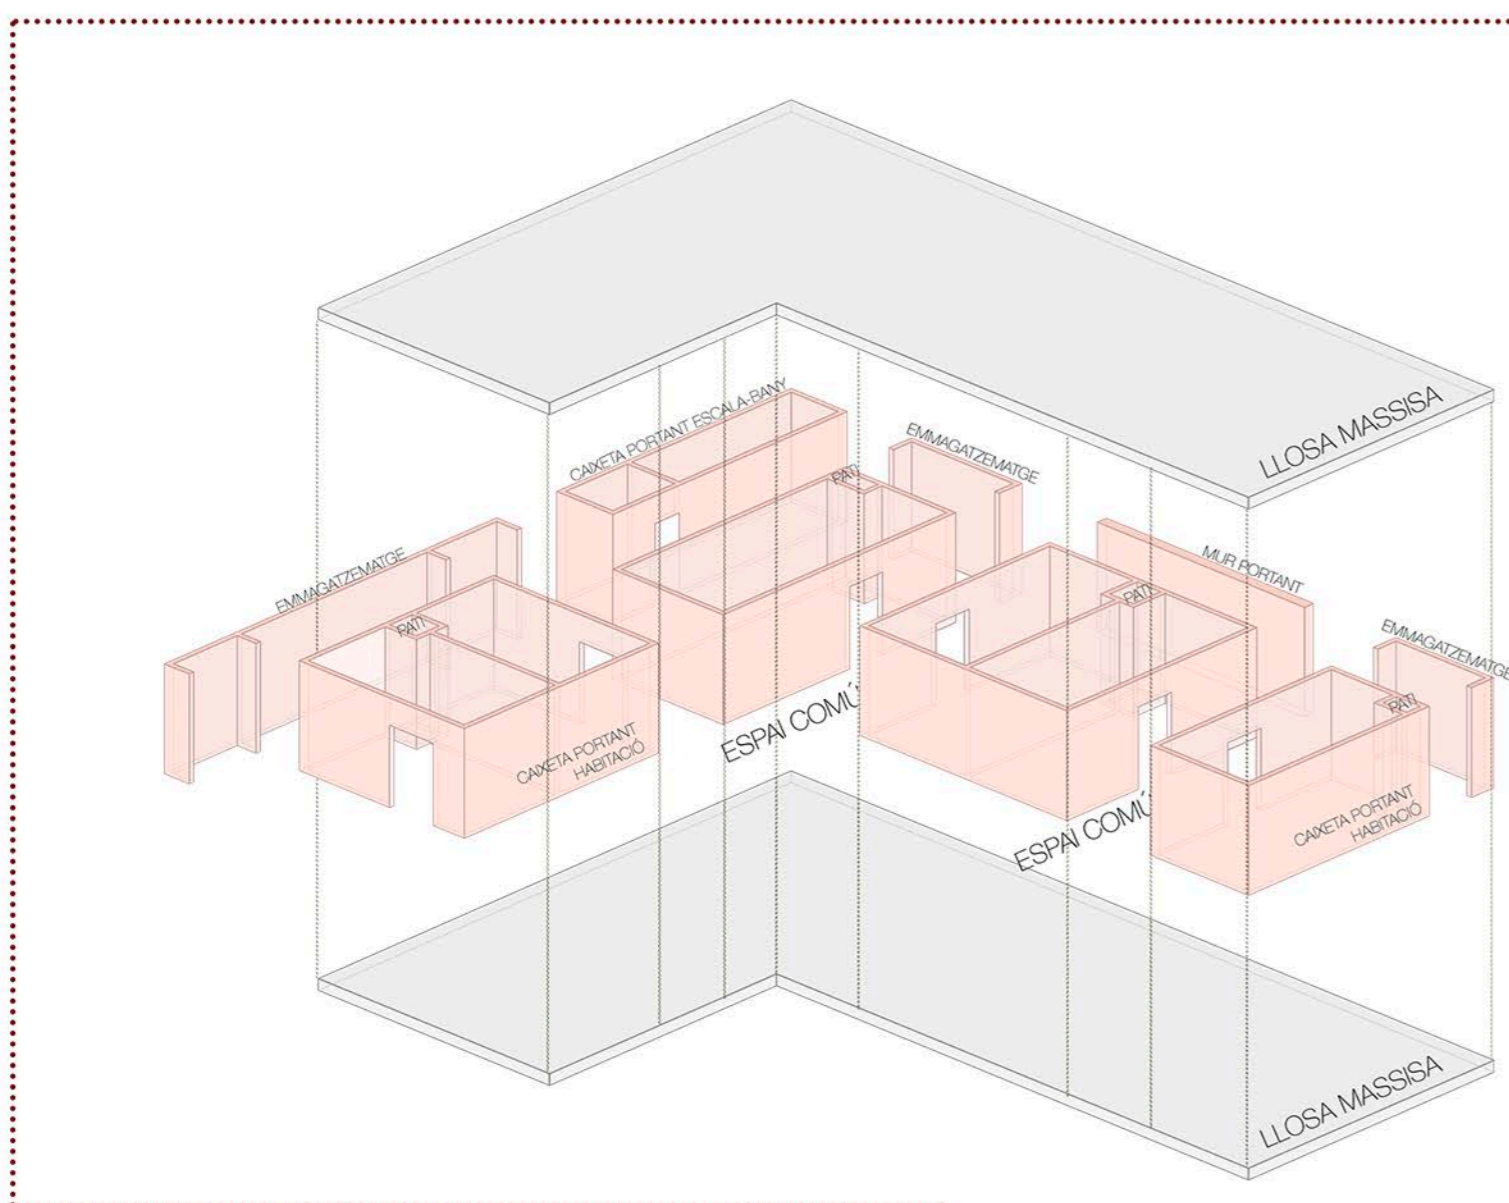 LLOSA MASSISA
CAIXETA PORTANT ESCALA-BANY
EMMAGATZEMATGE
PATI
EMMAGATZEMATGE
MUR PORTANT
PATI
PATI
EMMAGATZEMATGE
PATI
CAIXETA PORTANT
HABITACIÓ
ESPAI COMÚ
CAIXETA PORTANT
HABITACIÓ
ESPAI COMÚ
LLOSA MASSISA